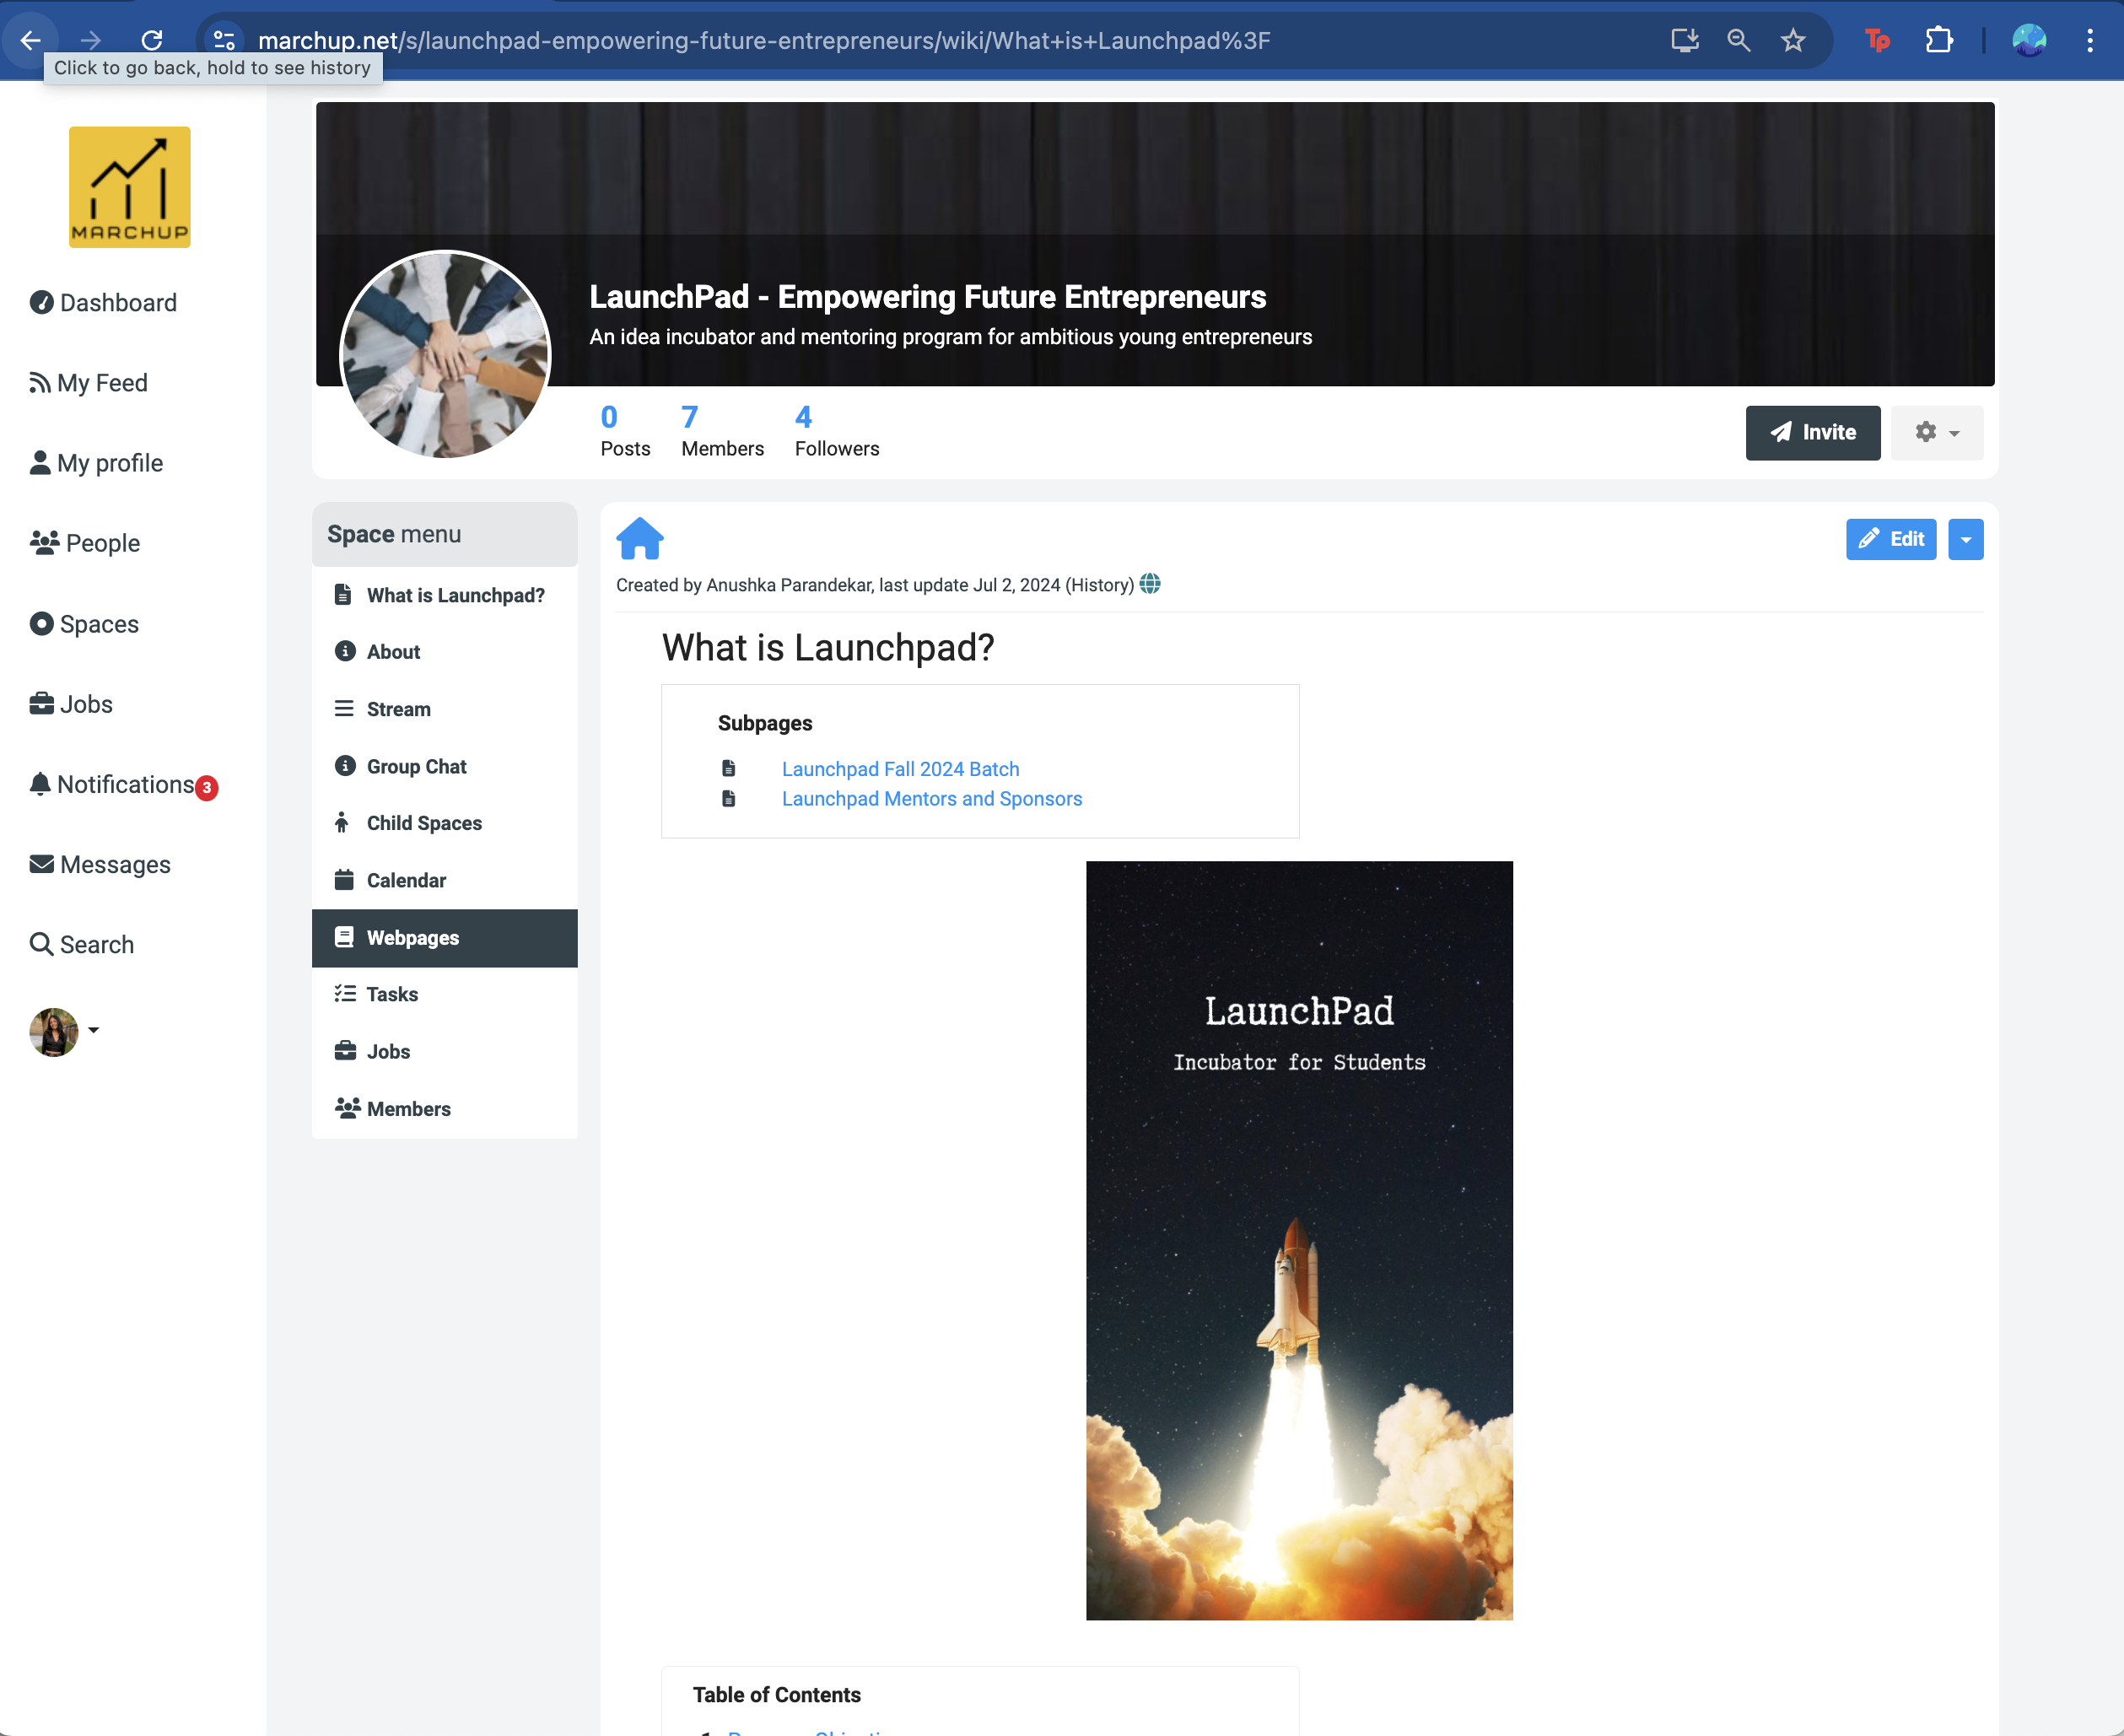 marchup.net/s/launchpad-empowering-future-entrepreneurs/wiki/What+is+Launchpad%3F
Tp
Click to go back, hold to see history
MARCHUP
Dashboard
My Feed
My profile
People
Spaces
Jobs
Notifications 3
Messages
Search
LaunchPad - Empowering Future Entrepreneurs
An idea incubator and mentoring program for ambitious young entrepreneurs
0 7 4
Posts Members Followers
Invite
Space menu
What is Launchpad?
About
Stream
Group Chat
Child Spaces
Calendar
Webpages
Tasks
Jobs
Members
Edit
Created by Anushka Parandekar, last update Jul 2, 2024 (History)
What is Launchpad?
Subpages
Launchpad Fall 2024 Batch
Launchpad Mentors and Sponsors
LaunchPad
Incubator for Students
Table of Contents